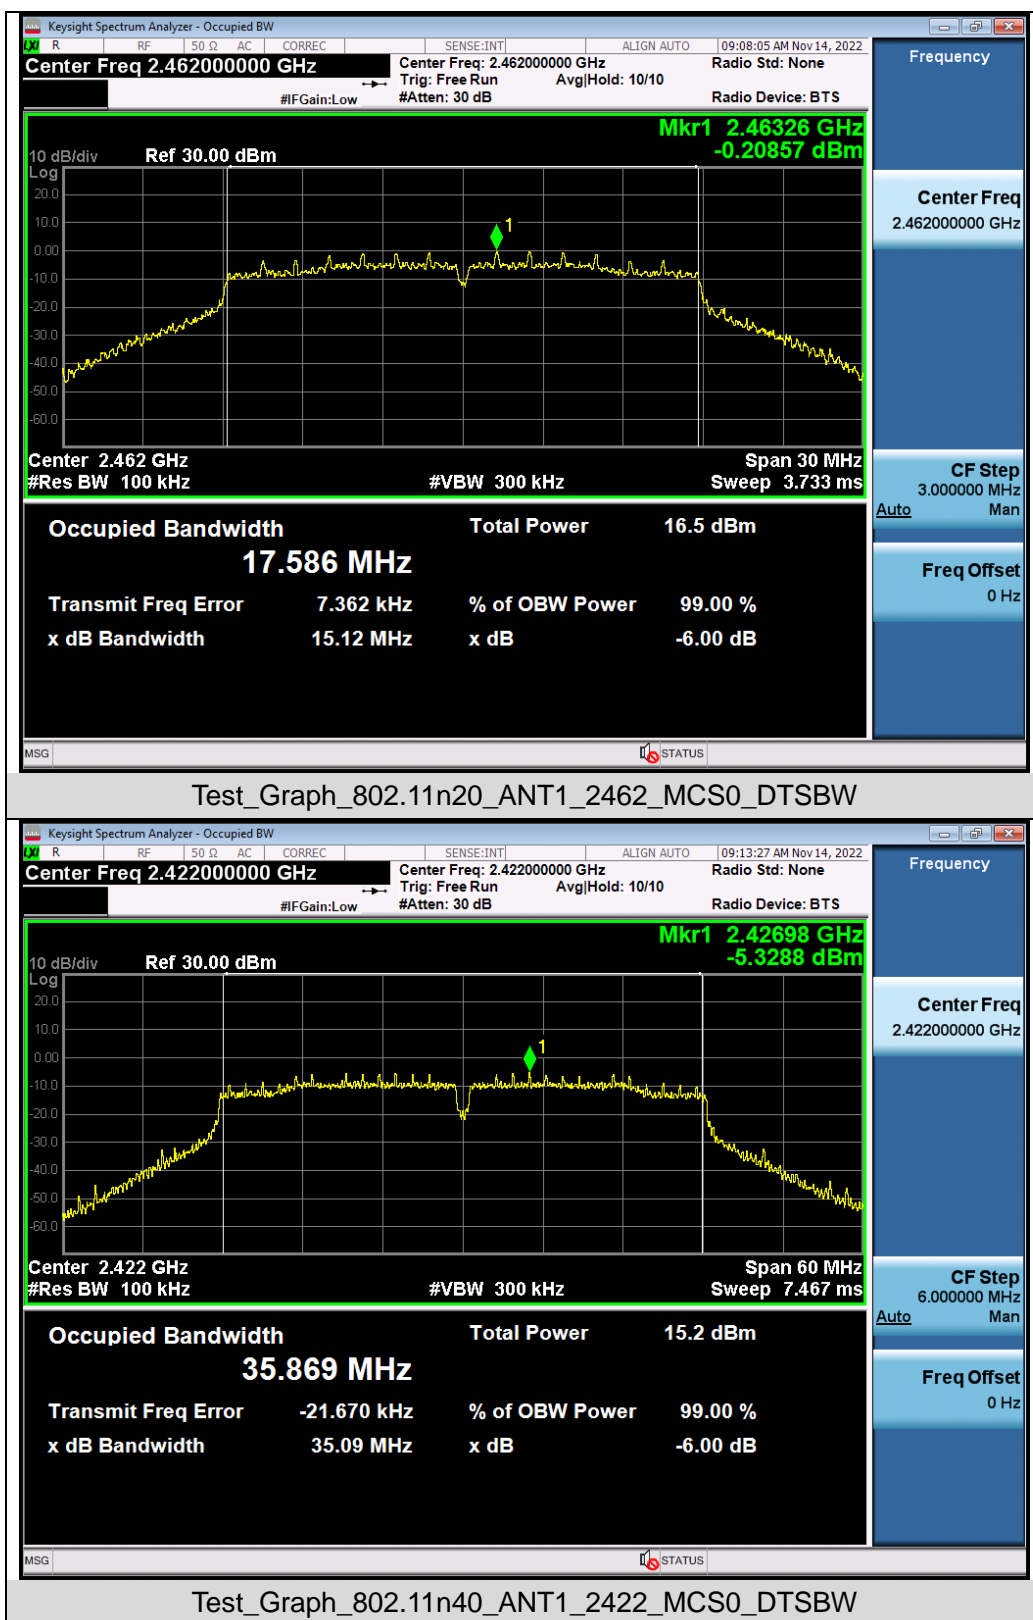 Keysight Spectrum Analyzer - Occupied BW
LXI R RF 50 Ω AC CORREC SENSE:INT ALIGN AUTO 09:08:05 AM Nov 14, 2022
Center Freq 2.462000000 GHz
Center Freq: 2.462000000 GHz
Radio Std: None
Trig: Free Run Avg|Hold: 10/10
#IFGain:Low #Atten: 30 dB Radio Device: BTS
Mkr1 2.46326 GHz
-0.20857 dBm
10 dB/div Ref 30.00 dBm
Log
20.0
10.0
0.00
-10.0
-20.0
-30.0
-40.0
-50.0
-60.0
1
Center 2.462 GHz Span 30 MHz
#Res BW 100 kHz #VBW 300 kHz Sweep 3.733 ms
Occupied Bandwidth Total Power 16.5 dBm
17.586 MHz
Transmit Freq Error 7.362 kHz % of OBW Power 99.00 %
x dB Bandwidth 15.12 MHz x dB -6.00 dB
Frequency
Center Freq
2.462000000 GHz
CF Step
3.000000 MHz
Auto Man
Freq Offset
0 Hz
MSG STATUS
Test_Graph_802.11n20_ANT1_2462_MCS0_DTSBW
Keysight Spectrum Analyzer - Occupied BW
LXI R RF 50 Ω AC CORREC SENSE:INT ALIGN AUTO 09:13:27 AM Nov 14, 2022
Center Freq 2.422000000 GHz
Center Freq: 2.422000000 GHz
Radio Std: None
Trig: Free Run Avg|Hold: 10/10
#IFGain:Low #Atten: 30 dB Radio Device: BTS
Mkr1 2.42698 GHz
-5.3288 dBm
10 dB/div Ref 30.00 dBm
Log
20.0
10.0
0.00
-10.0
-20.0
-30.0
-40.0
-50.0
-60.0
1
Center 2.422 GHz Span 60 MHz
#Res BW 100 kHz #VBW 300 kHz Sweep 7.467 ms
Occupied Bandwidth Total Power 15.2 dBm
35.869 MHz
Transmit Freq Error -21.670 kHz % of OBW Power 99.00 %
x dB Bandwidth 35.09 MHz x dB -6.00 dB
Frequency
Center Freq
2.422000000 GHz
CF Step
6.000000 MHz
Auto Man
Freq Offset
0 Hz
MSG STATUS
Test_Graph_802.11n40_ANT1_2422_MCS0_DTSBW